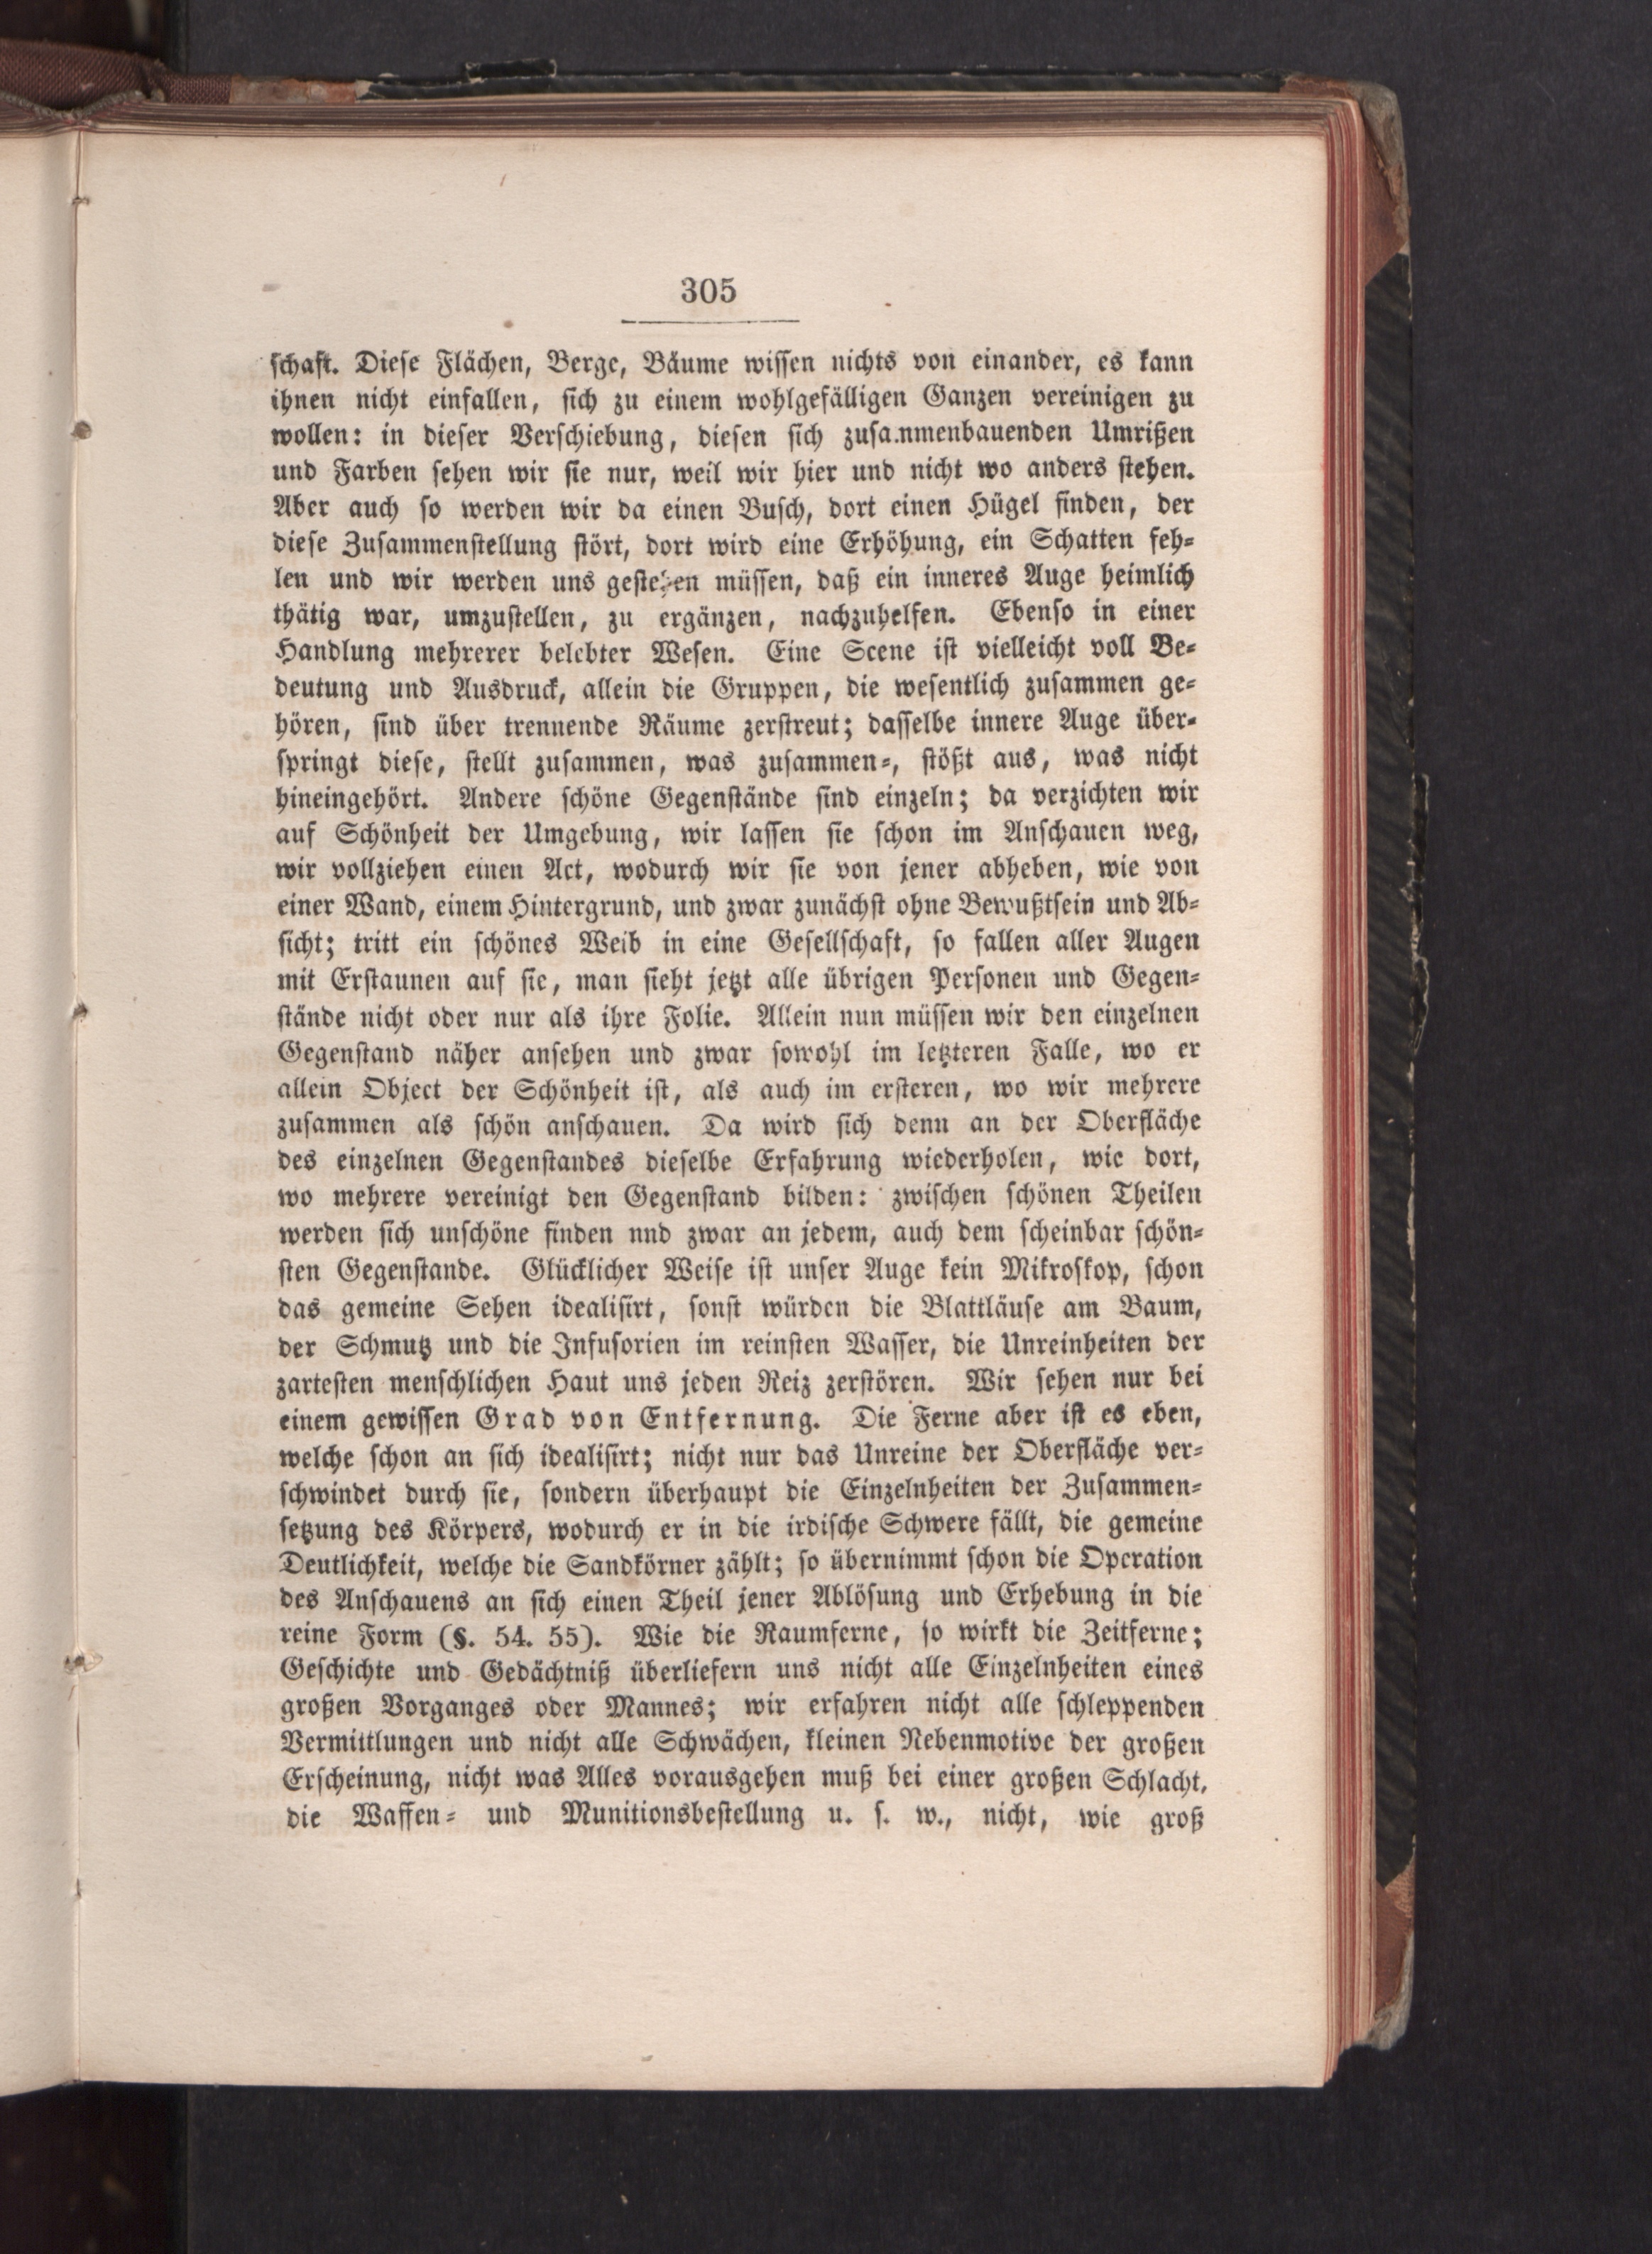 305
schaft. Diese Flächen, Berge, Bäume wissen nichts von einander, es kann
ihnen nicht einfallen, sich zu einem wohlgefälligen Ganzen vereinigen zu
wollen: in dieser Verschiebung, diesen sich zusammenbauenden Umrißen
und Farben sehen wir sie nur, weil wir hier und nicht wo anders stehen.
Aber auch so werden wir da einen Busch, dort einen Hügel finden, der
diese Zusammenstellung stört, dort wird eine Erhöhung, ein Schatten feh-
len und wir werden uns gestehen müssen, daß ein inneres Auge heimlich
thätig war, umzustellen, zu ergänzen, nachzuhelfen. Ebenso in einer
Handlung mehrerer belebter Wesen. Eine Scene ist vielleicht voll Be-
deutung und Ausdruck, allein die Gruppen, die wesentlich zusammen ge-
hören, sind über trennende Räume zerstreut; dasselbe innere Auge über-
springt diese, stellt zusammen, was zusammen-, stößt aus, was nicht
hineingehört. Andere schöne Gegenstände sind einzeln; da verzichten wir
auf Schönheit der Umgebung, wir lassen sie schon im Anschauen weg,
wir vollziehen einen Act, wodurch wir sie von jener abheben, wie von
einer Wand, einem Hintergrund, und zwar zunächst ohne Bewußtsein und Ab-
sicht; tritt ein schönes Weib in eine Gesellschaft, so fallen aller Augen
mit Erstaunen auf sie, man sieht jetzt alle übrigen Personen und Gegen-
stände nicht oder nur als ihre Folie. Allein nun müssen wir den einzelnen
Gegenstand näher ansehen und zwar sowohl im letzteren Falle, wo er
allein Object der Schönheit ist, als auch im ersteren, wo wir mehrere
zusammen als schön anschauen. Da wird sich denn an der Oberfläche
des einzelnen Gegenstandes dieselbe Erfahrung wiederholen, wie dort,
wo mehrere vereinigt den Gegenstand bilden: zwischen schönen Theilen
werden sich unschöne finden nnd zwar an jedem, auch dem scheinbar schön-
sten Gegenstande. Glücklicher Weise ist unser Auge kein Mikroskop, schon
das gemeine Sehen idealisirt, sonst würden die Blattläuse am Baum,
der Schmutz und die Infusorien im reinsten Wasser, die Unreinheiten der
zartesten menschlichen Haut uns jeden Reiz zerstören. Wir sehen nur bei
einem gewissen Grad von Entfernung. Die Ferne aber ist es eben,
welche schon an sich idealisirt; nicht nur das Unreine der Oberfläche ver-
schwindet durch sie, sondern überhaupt die Einzelnheiten der Zusammen-
setzung des Körpers, wodurch er in die irdische Schwere fällt, die gemeine
Deutlichkeit, welche die Sandkörner zählt; so übernimmt schon die Operation
des Anschauens an sich einen Theil jener Ablösung und Erhebung in die
reine Form (§. 54. 55). Wie die Raumferne, so wirkt die Zeitferne;
Geschichte und Gedächtniß überliefern uns nicht alle Einzelnheiten eines
großen Vorganges oder Mannes; wir erfahren nicht alle schleppenden
Vermittlungen und nicht alle Schwächen, kleinen Nebenmotive der großen
Erscheinung, nicht was Alles vorausgehen muß bei einer großen Schlacht,
die Waffen- und Munitionsbestellung u. s. w., nicht, wie groß